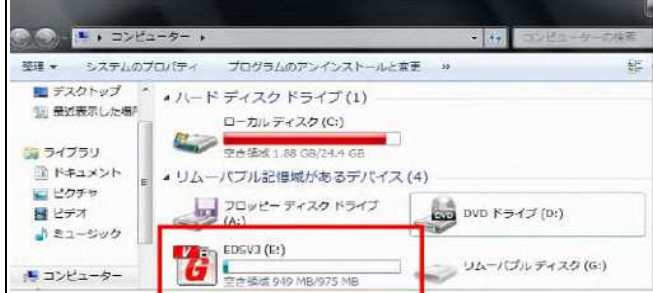 コンピューター
コンピューターの検索
整理 システムのプロパティ プログラムのアンインストールと変更 »
デスクトップ
最近表示した場所
ライブラリ
ドキュメント
ピクチャ
ビデオ
ミュージック
コンピューター
ハード ディスク ドライブ (1)
ローカル ディスク (C:)
空き領域 1.88 GB/24.4 GB
リムーバブル記憶域があるデバイス (4)
フロッピー ディスク ドライブ
(A:)
DVD DVD ドライブ (D:)
EDSV3 (E:)
空き領域 949 MB/975 MB
リムーバブル ディスク (G:)